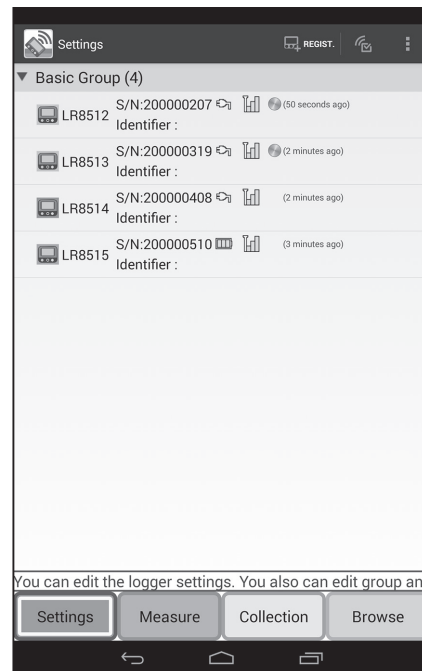 Settings
REGIST.
Basic Group (4)
LR8512
S/N:200000207
(50 seconds ago)
Identifier :
LR8513
S/N:200000319
(2 minutes ago)
Identifier :
LR8514
S/N:200000408
(2 minutes ago)
Identifier :
LR8515
S/N:200000510
(3 minutes ago)
Identifier :
You can edit the logger settings. You also can edit group an
Settings
Measure
Collection
Browse